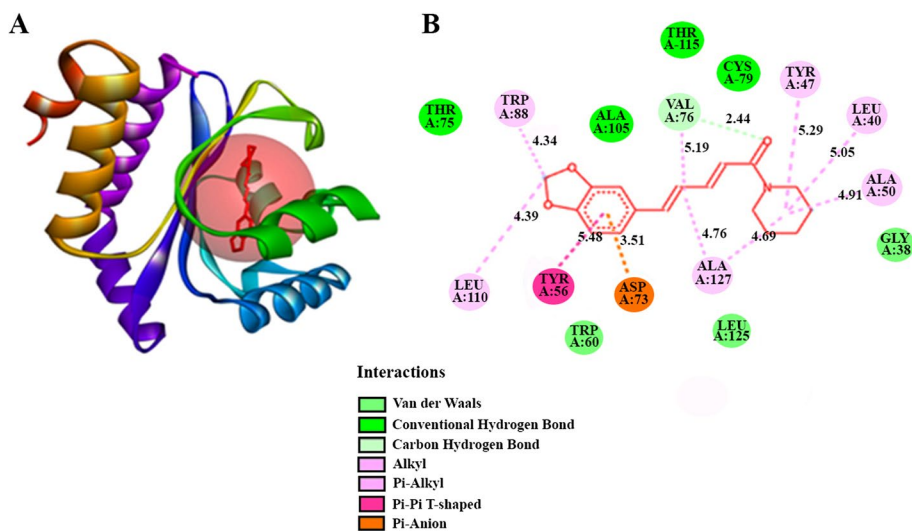 A
B
THR
A-115
CYS
A-79
TYR
A:47
THR
A:75
TRP
A:88
ALA
A:105
VAL
A:76
2.44
LEU
A:40
4.34
5.19
5.29
5.05
O
O
N
O
4.91
ALA
A:50
4.39
5.48
3.51
4.76
4.69
GLY
A:38
LEU
A:110
TYR
A:56
ASP
A:73
ALA
A:127
TRP
A:60
LEU
A:125
Interactions
Van der Waals
Conventional Hydrogen Bond
Carbon Hydrogen Bond
Alkyl
Pi-Alkyl
Pi-Pi T-shaped
Pi-Anion